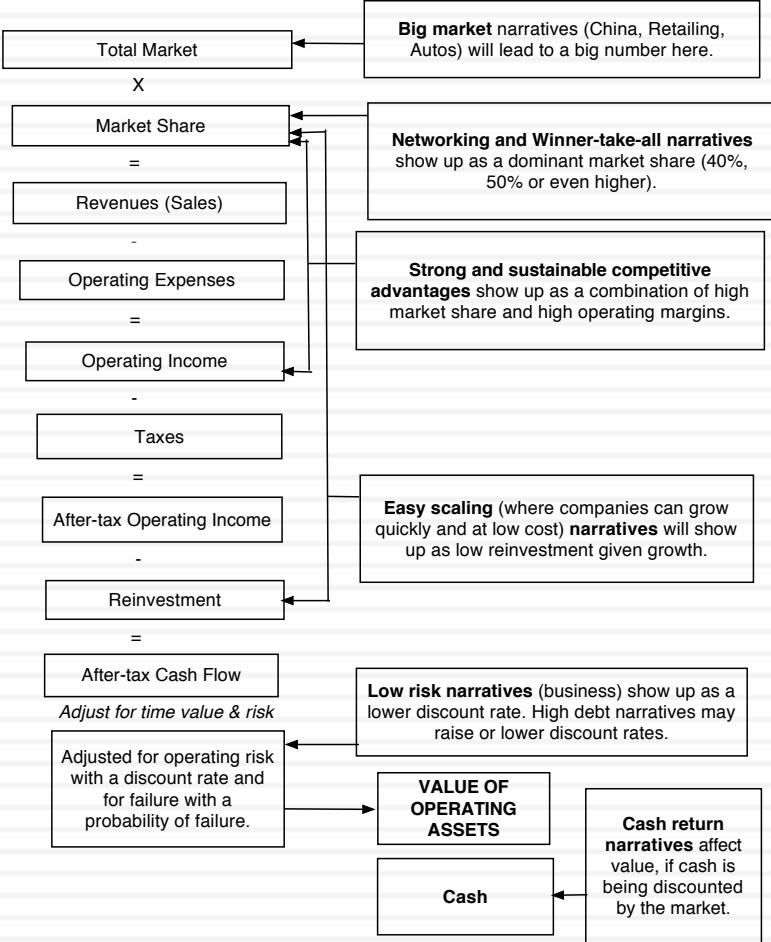 Total Market
Big market narratives (China, Retailing,
Autos) will lead to a big number here.
X
Market Share
Networking and Winner-take-all narratives
show up as a dominant market share (40%,
50% or even higher).
=
Revenues (Sales)
-
Operating Expenses
Strong and sustainable competitive
advantages show up as a combination of high
market share and high operating margins.
=
Operating Income
-
Taxes
=
After-tax Operating Income
Easy scaling (where companies can grow
quickly and at low cost) narratives will show
up as low reinvestment given growth.
-
Reinvestment
=
After-tax Cash Flow
Adjust for time value & risk
Low risk narratives (business) show up as a
lower discount rate. High debt narratives may
raise or lower discount rates.
Adjusted for operating risk
with a discount rate and
for failure with a
probability of failure.
VALUE OF
OPERATING
ASSETS
Cash
Cash return
narratives affect
value, if cash is
being discounted
by the market.